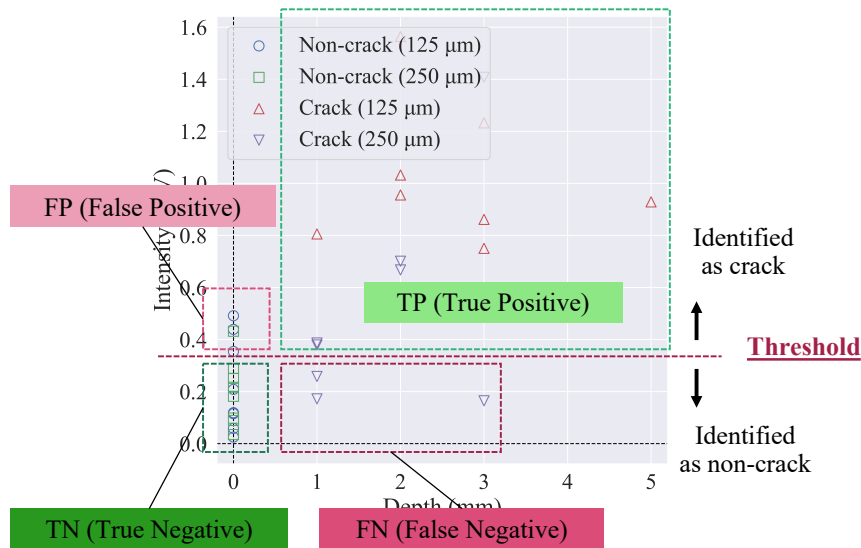 1.6
1.4
1.2
1.0
0.8
0.6
0.4
0.2
0.0
Non-crack (125 μm)
Non-crack (250 μm)
Crack (125 μm)
Crack (250 μm)
FP (False Positive)
Intensity
TP (True Positive)
Identified
as crack
Threshold
Identified
as non-crack
0 1 2 3 4 5
Depth (mm)
TN (True Negative)
FN (False Negative)